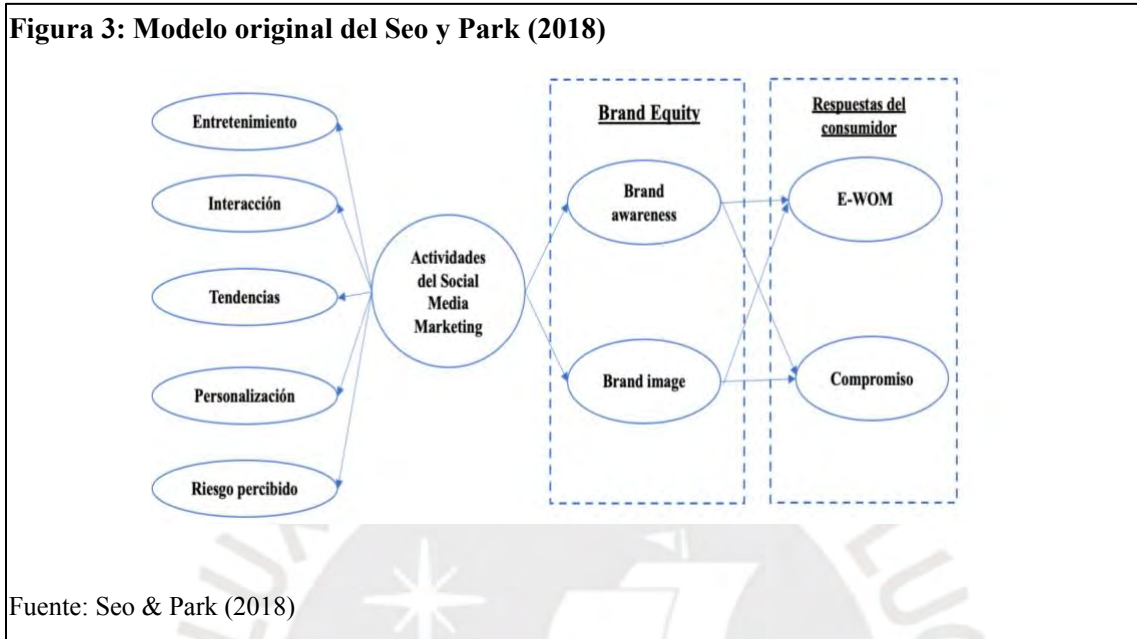 Figura 3: Modelo original del Seo y Park (2018)
Entretenimiento
Interacción
Tendencias
Personalización
Riesgo percibido
Actividades
del Social
Media
Marketing
Brand Equity
Brand
awareness
Brand image
Respuestas del
consumidor
E-WOM
Compromiso
Fuente: Seo & Park (2018)